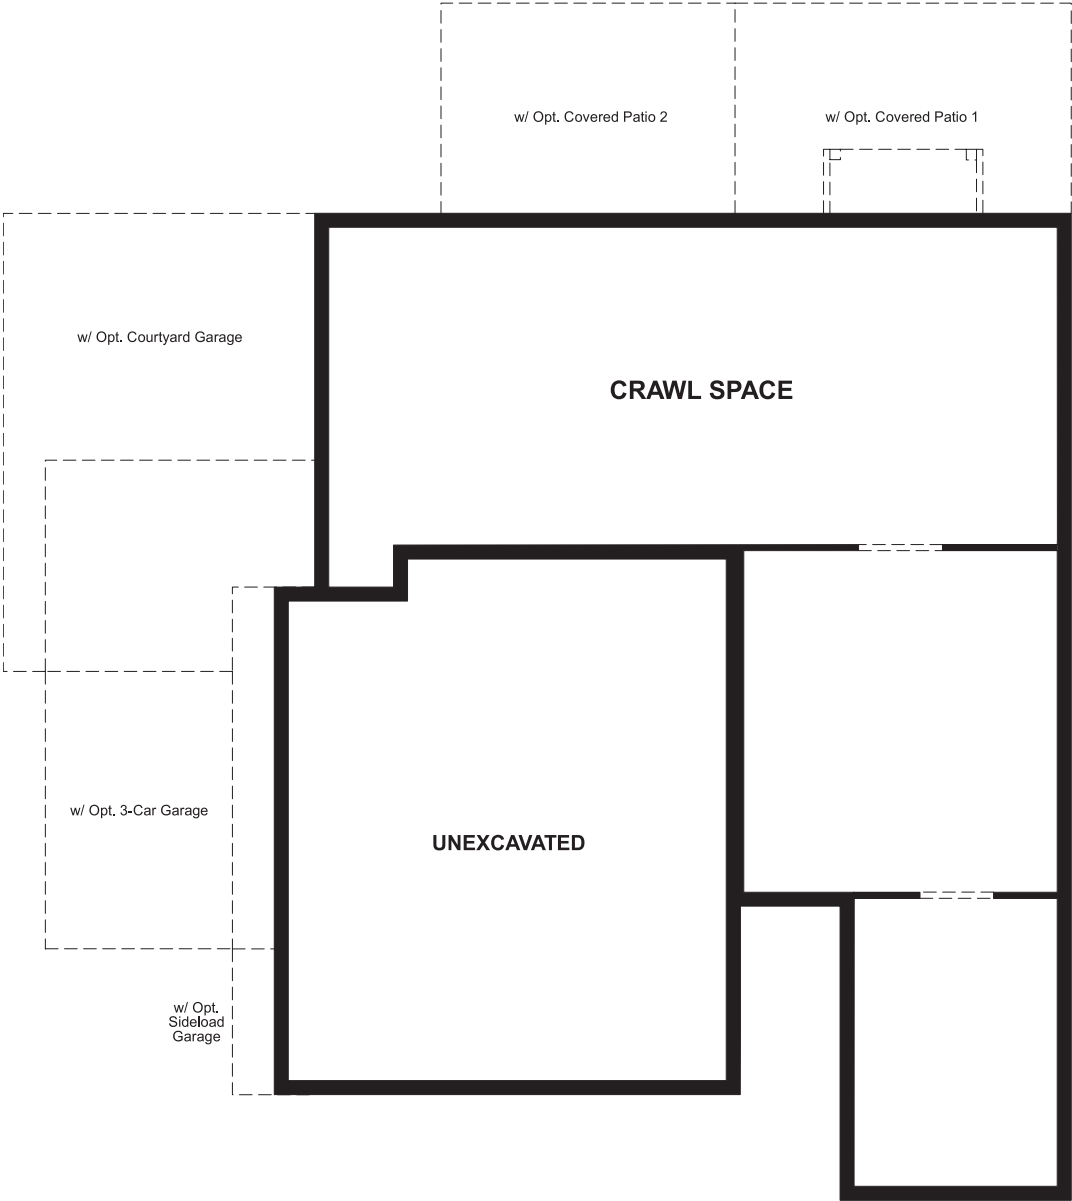 w/ Opt. Covered Patio 2
w/ Opt. Covered Patio 1
w/ Opt. Courtyard Garage
CRAWL SPACE
w/ Opt. 3-Car Garage
UNEXCAVATED
w/ Opt.
Sideload
Garage